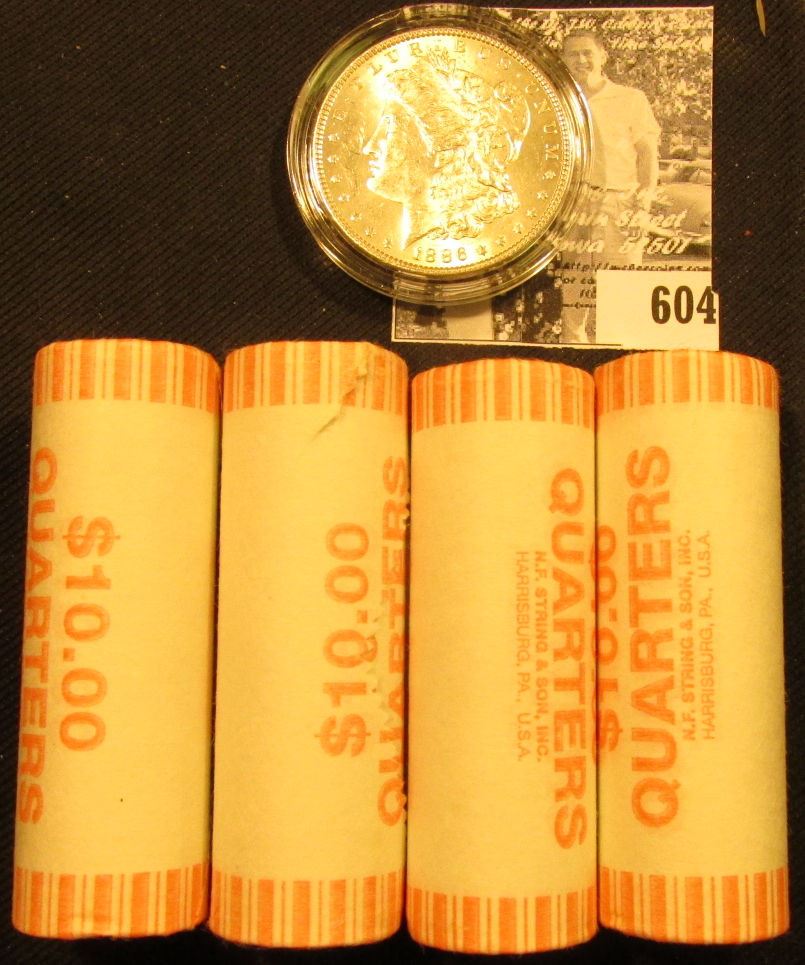 E PLURIBUS UNUM
1886
Street
604
$10.00
QUARTERS
$10.00
QUARTERS
QUARTERS
N.F. STRING & SON, INC.
HARRISBURG, PA., U.S.A.
$10.00
QUARTERS
N.F. STRING & SON, INC.
HARRISBURG, PA., U.S.A.